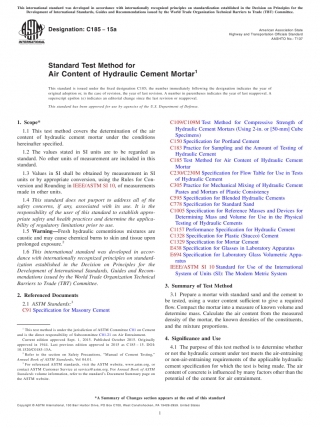 This international standard was developed in accordance with internationally recognized principles on standardization established in the Decision on Principles for the
Development of International Standards, Guides and Recommendations issued by the World Trade Organization Technical Barriers to Trade (TBT) Committee.
Designation: C185 − 15a
American Association State
Highway and Transportation Officials Standard
AASHTO No.: T137
Standard Test Method for
Air Content of Hydraulic Cement Mortar1
This standard is issued under the fixed designation C185; the number immediately following the designation indicates the year of
original adoption or, in the case of revision, the year of last revision. A number in parentheses indicates the year of last reapproval. A
superscript epsilon (´) indicates an editorial change since the last revision or reapproval.
This standard has been approved for use by agencies of the U.S. Department of Defense.
1. Scope*
1.1 This test method covers the determination of the air
content of hydraulic cement mortar under the conditions
hereinafter specified.
1.2 The values stated in SI units are to be regarded as
standard. No other units of measurement are included in this
standard.
1.3 Values in SI shall be obtained by measurement in SI
units or by appropriate conversion, using the Rules for Con-
version and Rounding in IEEE/ASTM SI 10, of measurements
made in other units.
1.4 This standard does not purport to address all of the
safety concerns, if any, associated with its use. It is the
responsibility of the user of this standard to establish appro-
priate safety and health practices and determine the applica-
bility of regulatory limitations prior to use.
1.5 Warning—Fresh hydraulic cementitious mixtures are
caustic and may cause chemical burns to skin and tissue upon
prolonged exposure.2
1.6 This international standard was developed in accor-
dance with internationally recognized principles on standard-
ization established in the Decision on Principles for the
Development of International Standards, Guides and Recom-
mendations issued by the World Trade Organization Technical
Barriers to Trade (TBT) Committee.
2. Referenced Documents
2.1 ASTM Standards:3
C91 Specification for Masonry Cement
1 This test method is under the jurisdiction of ASTM Committee C01 on Cement
and is the direct responsibility of Subcommittee C01.21 on Air Entrainment.
Current edition approved Sept. 1, 2015. Published October 2015. Originally
approved in 1944. Last previous edition approved in 2015 as C185 – 15. DOI:
10.1520/C0185-15A.
2 Refer to the section on Safety Precautions, "Manual of Cement Testing,"
Annual Book of ASTM Standards, Vol 04.01.
3 For referenced ASTM standards, visit the ASTM website, www.astm.org, or
contact ASTM Customer Service at service@astm.org. For Annual Book of ASTM
Standards volume information, refer to the standard's Document Summary page on
the ASTM website.
C109/C109M Test Method for Compressive Strength of
Hydraulic Cement Mortars (Using 2-in. or [50-mm] Cube
Specimens)
C150 Specification for Portland Cement
C183 Practice for Sampling and the Amount of Testing of
Hydraulic Cement
C185 Test Method for Air Content of Hydraulic Cement
Mortar
C230/C230M Specification for Flow Table for Use in Tests
of Hydraulic Cement
C305 Practice for Mechanical Mixing of Hydraulic Cement
Pastes and Mortars of Plastic Consistency
C595 Specification for Blended Hydraulic Cements
C778 Specification for Standard Sand
C1005 Specification for Reference Masses and Devices for
Determining Mass and Volume for Use in the Physical
Testing of Hydraulic Cements
C1157 Performance Specification for Hydraulic Cement
C1328 Specification for Plastic (Stucco) Cement
C1329 Specification for Mortar Cement
E438 Specification for Glasses in Laboratory Apparatus
E694 Specification for Laboratory Glass Volumetric Appa-
ratus
IEEE/ASTM SI 10 Standard for Use of the International
System of Units (SI): The Modern Metric System
3. Summary of Test Method
3.1 Prepare a mortar with standard sand and the cement to
be tested, using a water content sufficient to give a required
flow. Compact the mortar into a measure of known volume and
determine mass. Calculate the air content from the measured
density of the mortar, the known densities of the constituents,
and the mixture proportions.
4. Significance and Use
4.1 The purpose of this test method is to determine whether
or not the hydraulic cement under test meets the air-entraining
or non-air-entraining requirements of the applicable hydraulic
cement specification for which the test is being made. The air
content of concrete is influenced by many factors other than the
potential of the cement for air entrainment.
*A Summary of Changes section appears at the end of this standard
Copyright © ASTM International, 100 Barr Harbor Drive, PO Box C700, West Conshohocken, PA 19428-2959. United States
1